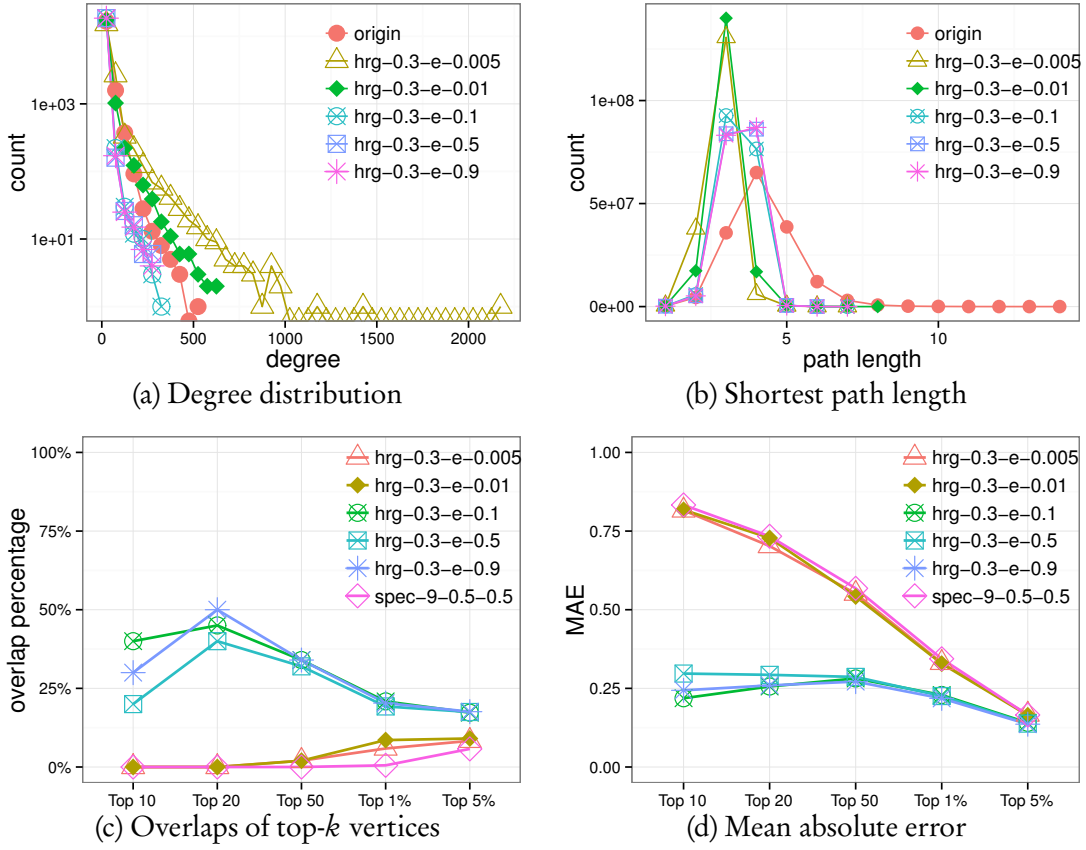 count
1e+03
1e+01
origin
hrg−0.3−e−0.005
hrg−0.3−e−0.01
hrg−0.3−e−0.1
hrg−0.3−e−0.5
hrg−0.3−e−0.9
0 500 1000 1500 2000
degree
(a) Degree distribution
count
1e+08
5e+07
0e+00
origin
hrg−0.3−e−0.005
hrg−0.3−e−0.01
hrg−0.3−e−0.1
hrg−0.3−e−0.5
hrg−0.3−e−0.9
5 10
path length
(b) Shortest path length
overlap percentage
100%
75%
50%
25%
0%
hrg−0.3−e−0.005
hrg−0.3−e−0.01
hrg−0.3−e−0.1
hrg−0.3−e−0.5
hrg−0.3−e−0.9
spec−9−0.5−0.5
Top 10 Top 20 Top 50 Top 1% Top 5%
(c) Overlaps of top-k vertices
MAE
1.00
0.75
0.50
0.25
0.00
hrg−0.3−e−0.005
hrg−0.3−e−0.01
hrg−0.3−e−0.1
hrg−0.3−e−0.5
hrg−0.3−e−0.9
spec−9−0.5−0.5
Top 10 Top 20 Top 50 Top 1% Top 5%
(d) Mean absolute error